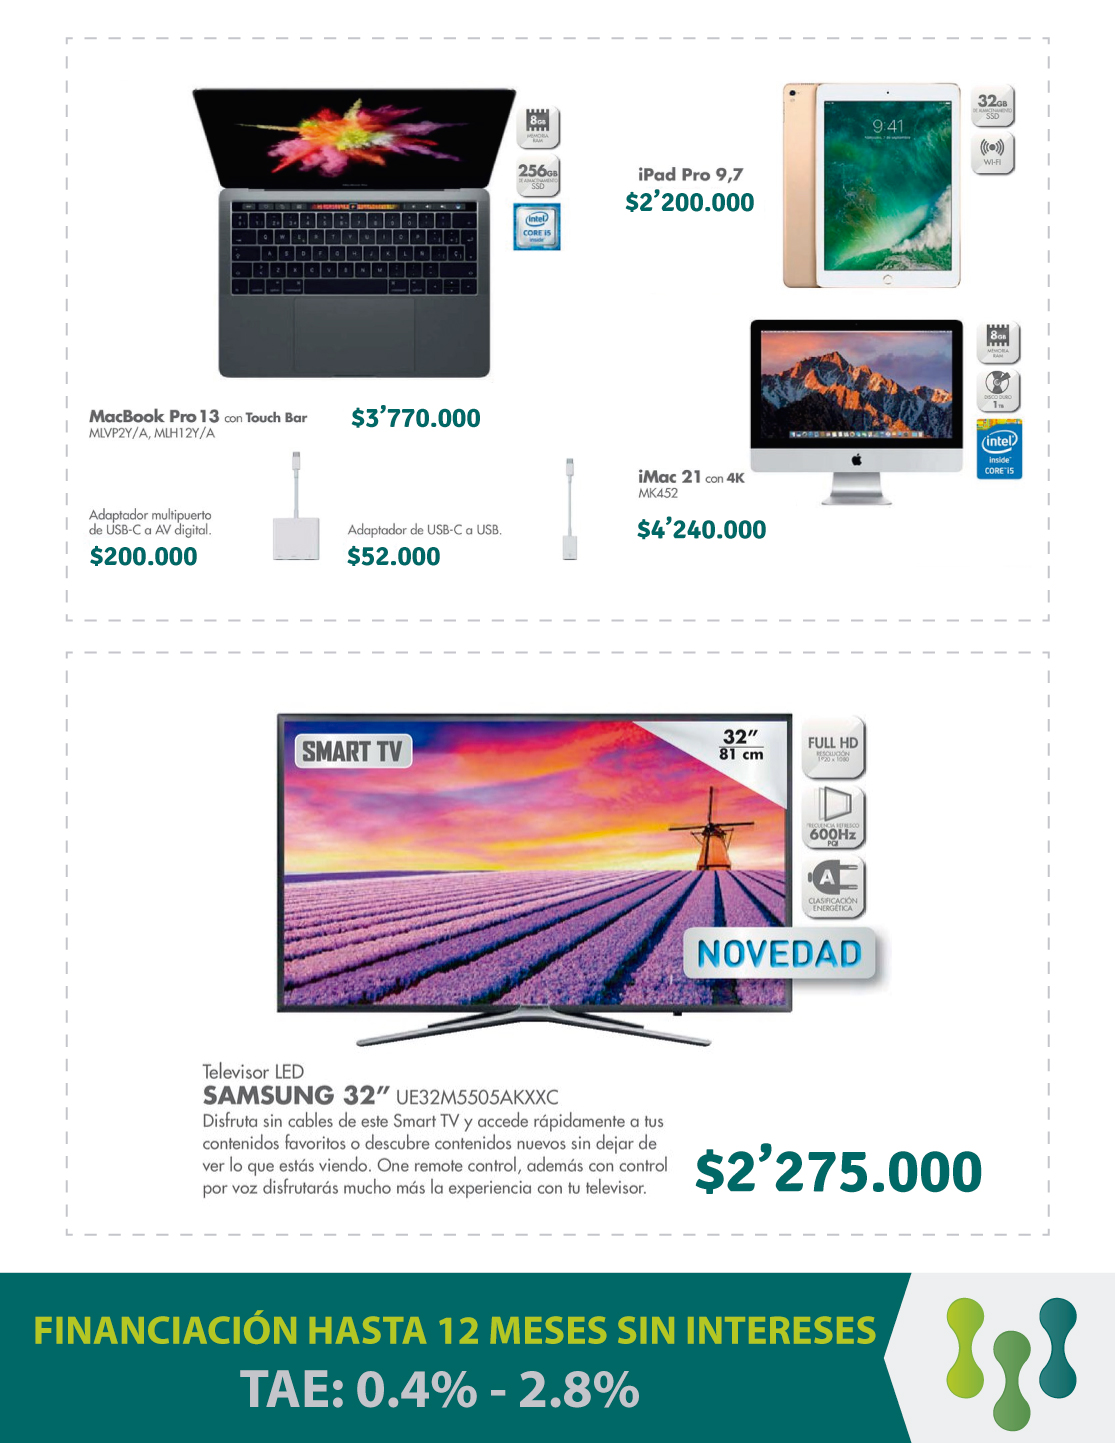 8GB
MEMORIA
RAM
256GB
DE ALMACENAMIENTO
SSD
intel
CORE i5
inside
MacBook Pro 13 con Touch Bar
MLVP2Y/A, MLH12Y/A
$3’770.000
Adaptador multipuerto
de USB-C a AV digital.
$200.000
Adaptador de USB-C a USB.
$52.000
iPad Pro 9,7
$2’200.000
9:41
32GB
DE ALMACENAMIENTO
SSD
WI-FI
8GB
MEMORIA
RAM
DISCO DURO
1 TB
intel
inside
CORE i5
iMac 21 con 4K
MK452
$4’240.000
SMART TV
32”
81 cm
FULL HD
RESOLUCIÓN
1920 x 1080
FRECUENCIA REFRESCO
600Hz
PQI
A
CLASIFICACIÓN
ENERGÉTICA
NOVEDAD
Televisor LED
SAMSUNG 32” UE32M5505AKXXC
Disfruta sin cables de este Smart TV y accede rápidamente a tus
contenidos favoritos o descubre contenidos nuevos sin dejar de
ver lo que estás viendo. One remote control, además con control
por voz disfrutarás mucho más la experiencia con tu televisor.
$2’275.000
FINANCIACIÓN HASTA 12 MESES SIN INTERESES
TAE: 0.4% - 2.8%